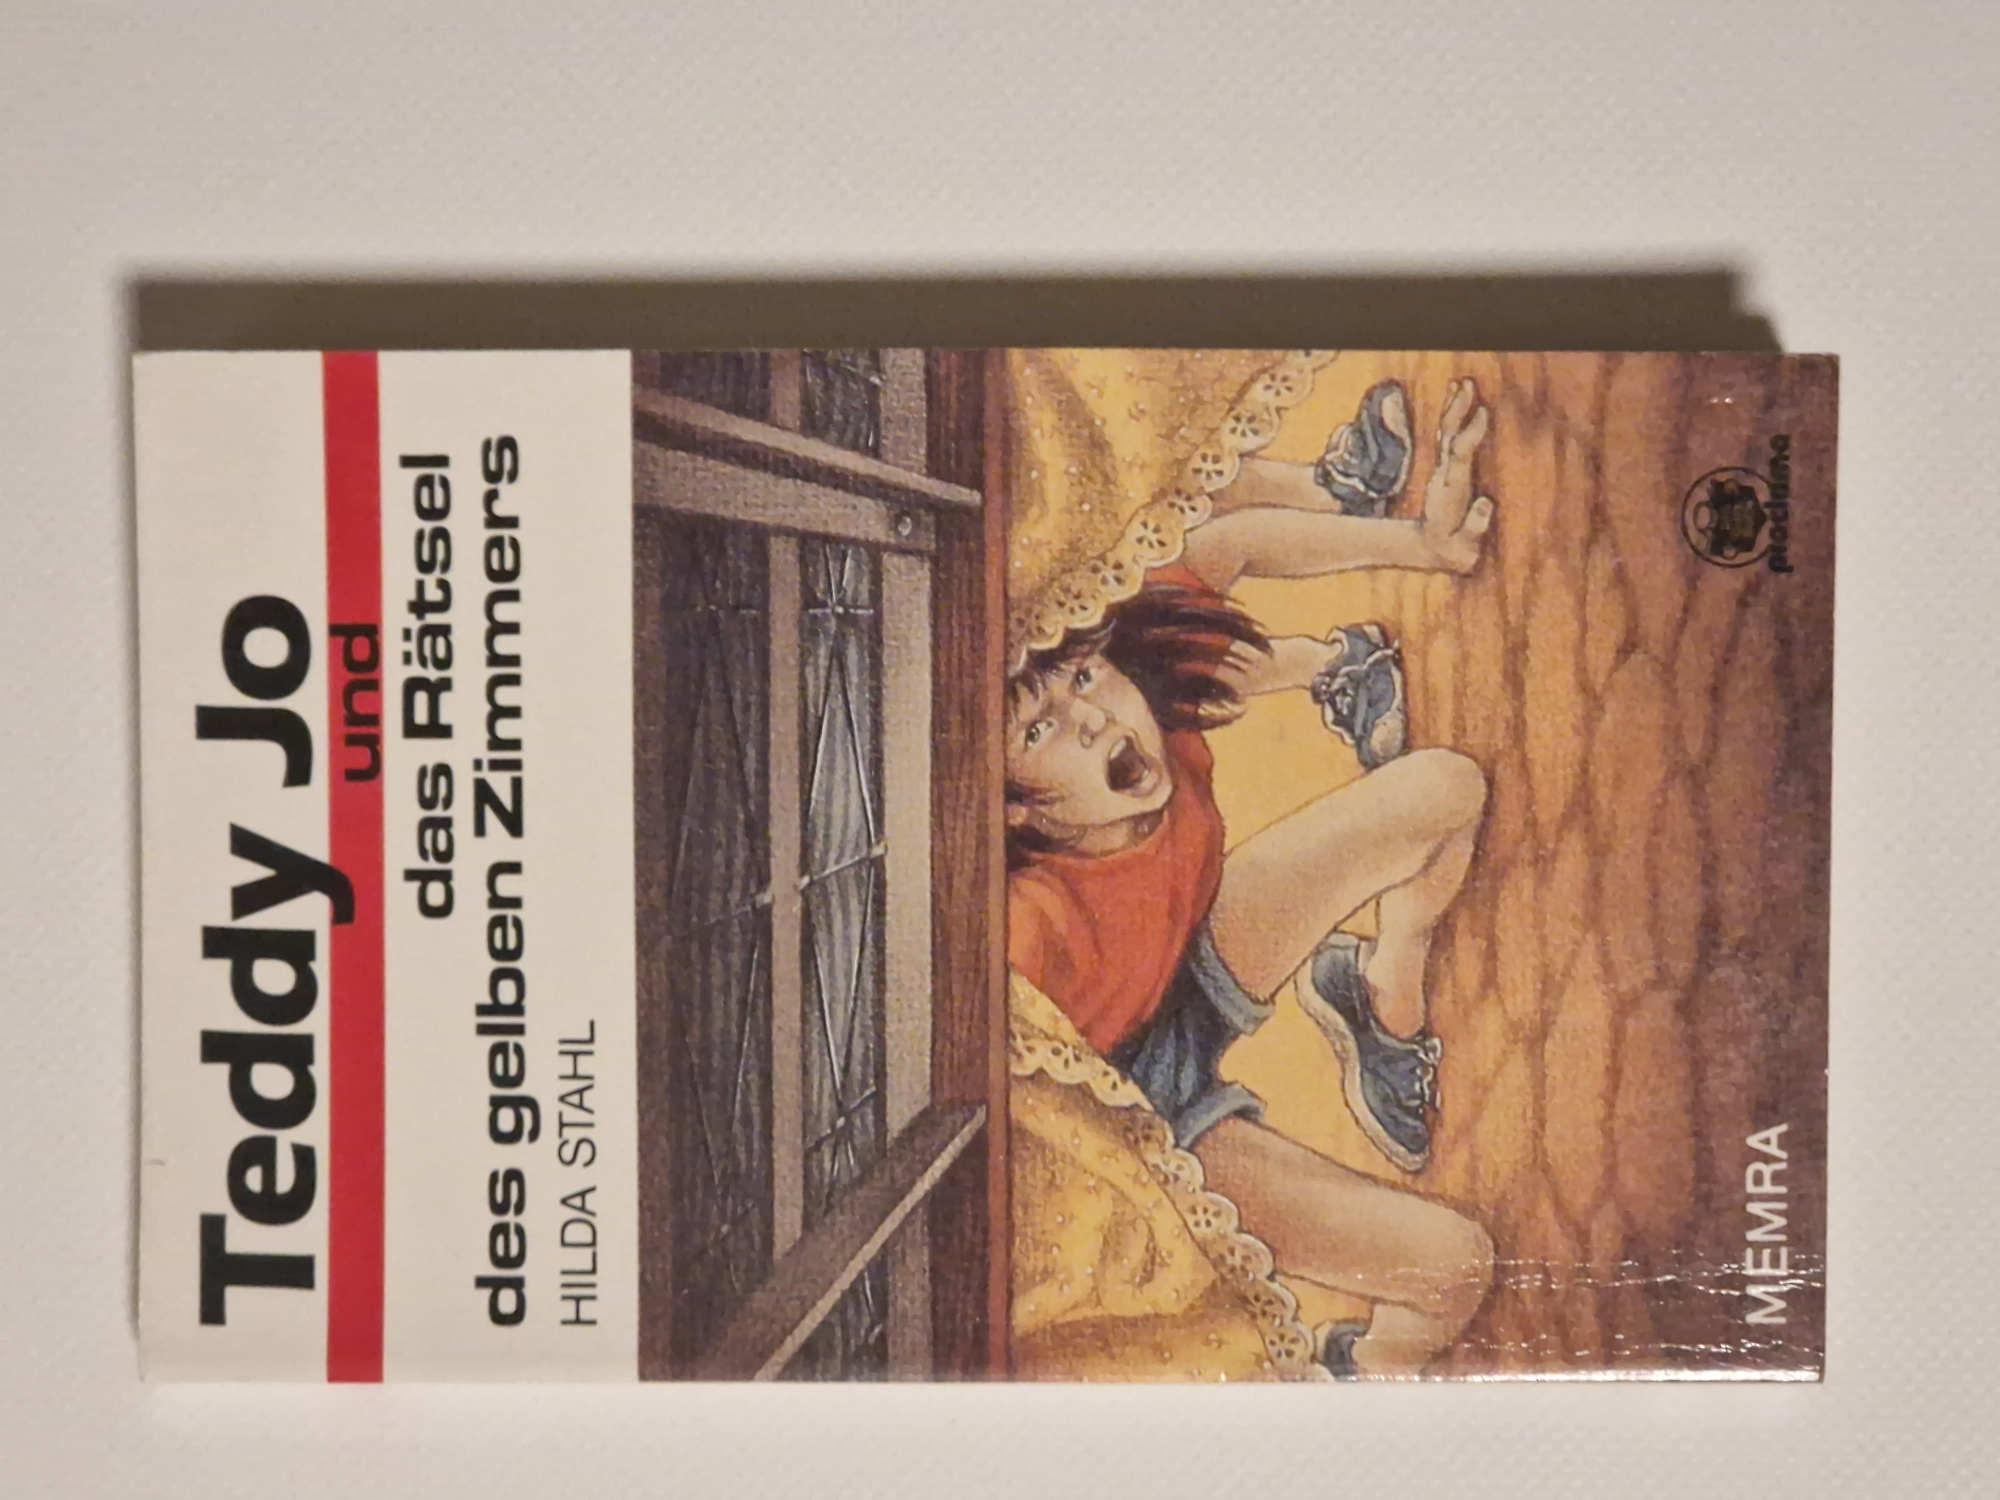 Teddy Jo
und
das Rätsel
des gelben Zimmers
HILDA STAHL
MEMRA